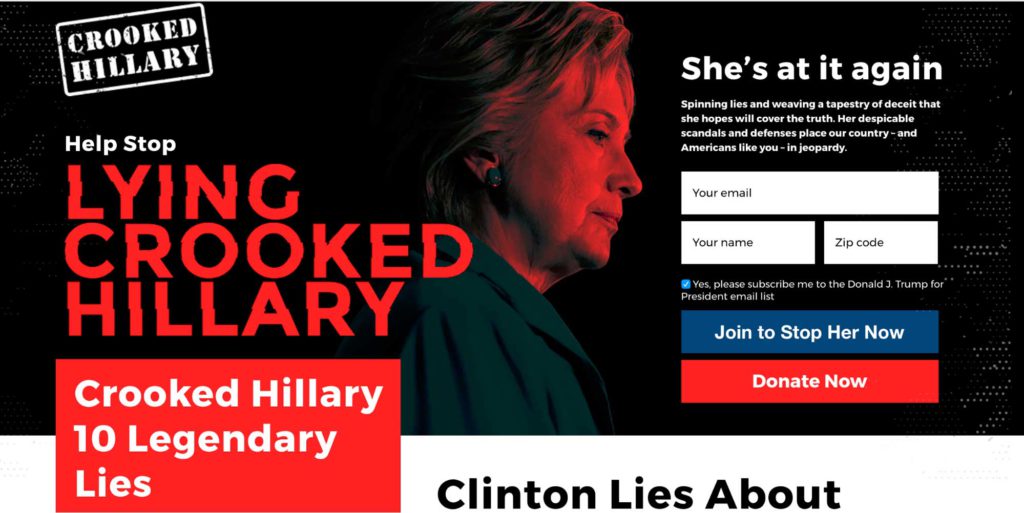 CROOKED
HILLARY
Help Stop
LYING
CROOKED
HILLARY
Crooked Hillary
10 Legendary
Lies
She’s at it again
Spinning lies and weaving a tapestry of deceit that
she hopes will cover the truth. Her despicable
scandals and defenses place our country – and
Americans like you – in jeopardy.
Your email
Your name
Zip code
Yes, please subscribe me to the Donald J. Trump for
President email list
Join to Stop Her Now
Donate Now
Clinton Lies About